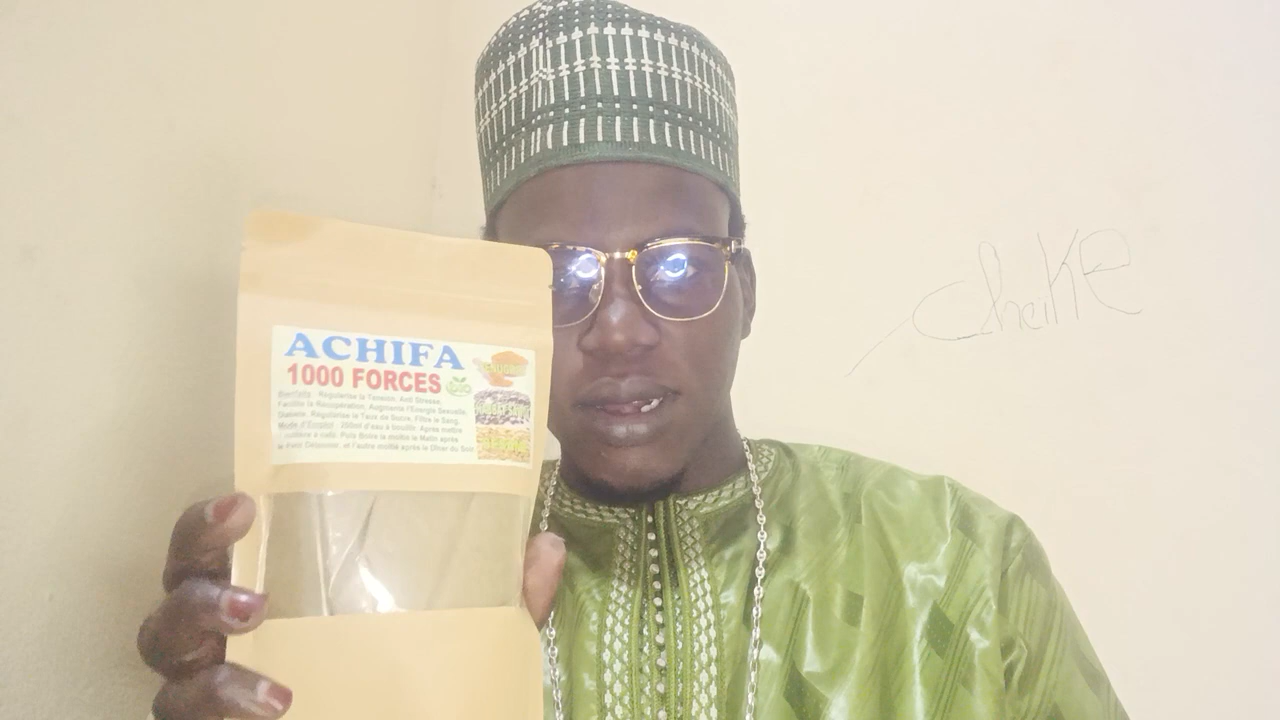 ACHIFA
1000 FORCES
Bienfaits : Régularise la Tension, Anti Stresse,
Facilite la Récupération, Augmente l'Energie Sexuelle,
Diabète, Régularise le Taux de Sucre, Filtre le Sang.
Mode d'Emploi : 250ml d'eau à bouillir Après mettre
cuillère à café. Puis Boire la moitié le Matin après
le Petit Déjeuner, et l'autre moitié après le Dîner du Soir
CheiKe